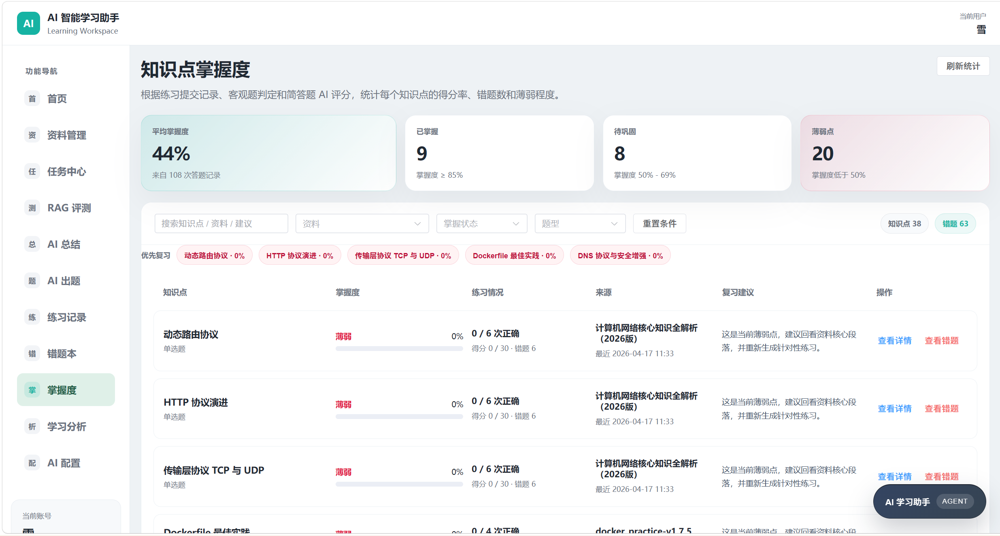 AI
AI 智能学习助手
Learning Workspace
当前用户
雪
功能导航
首 首页
资 资料管理
任 任务中心
测 RAG 评测
总 AI 总结
题 AI 出题
练 练习记录
错 错题本
掌 掌握度
析 学习分析
配 AI 配置
当前账号
雪
知识点掌握度
刷新统计
根据练习提交记录、客观题判定和简答题 AI 评分，统计每个知识点的得分率、错题数和薄弱程度。
平均掌握度
44%
来自 108 次答题记录
已掌握
9
掌握度 ≥ 85%
待巩固
8
掌握度 50% - 69%
薄弱点
20
掌握度低于 50%
搜索知识点 / 资料 / 建议
资料
掌握状态
题型
重置条件
知识点 38
错题 63
优先复习
动态路由协议 · 0%
HTTP 协议演进 · 0%
传输层协议 TCP 与 UDP · 0%
Dockerfile 最佳实践 · 0%
DNS 协议与安全增强 · 0%
知识点 掌握度 练习情况 来源 复习建议 操作
动态路由协议
单选题
薄弱 0%
0 / 6 次正确
得分 0 / 30 · 错题 6
计算机网络核心知识全解析
（2026版）
最近 2026-04-17 11:33
这是当前薄弱点，建议回看资料核心段
落，并重新生成针对性练习。
查看详情 查看错题
HTTP 协议演进
单选题
薄弱 0%
0 / 6 次正确
得分 0 / 30 · 错题 6
计算机网络核心知识全解析
（2026版）
最近 2026-04-17 11:33
这是当前薄弱点，建议回看资料核心段
落，并重新生成针对性练习。
查看详情 查看错题
传输层协议 TCP 与 UDP
单选题
薄弱 0%
0 / 6 次正确
得分 0 / 30 · 错题 6
计算机网络核心知识全解析
（2026版）
最近 2026-04-17 11:33
这是当前薄弱点，建议回看资料核心段
落，并重新生成针对性练习。
查看详情 查看错题
Dockerfile 最佳实践
薄弱 0%
0 / 4 次正确
docker_practice-v1.7.5
这是当前薄弱点，建议回看资料核心段
AI 学习助手 AGENT